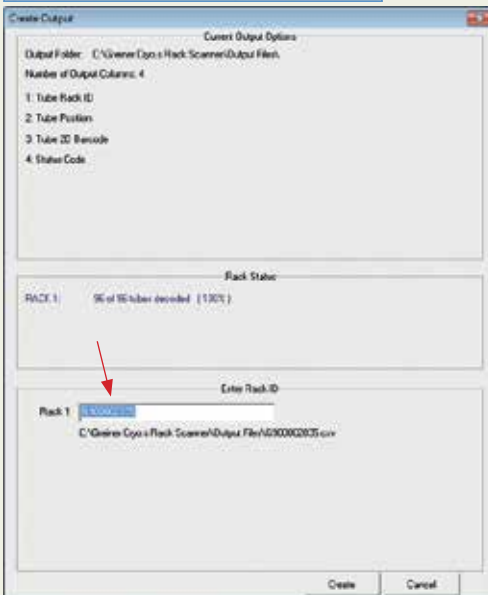 Create Output
Current Output Options
Output Folder: C:\Greiner Cryo.s Rack Scanner\Output Files\
Number of Output Columns: 4
1: Tube Rack ID
2: Tube Position
3: Tube 2D Barcode
4: Status Code
Rack Status
RACK 1: 96 of 96 tubes decoded (100%)
Enter Rack ID
Rack 1
C:\Greiner Cryo.s Rack Scanner\Output Files\
Create
Cancel